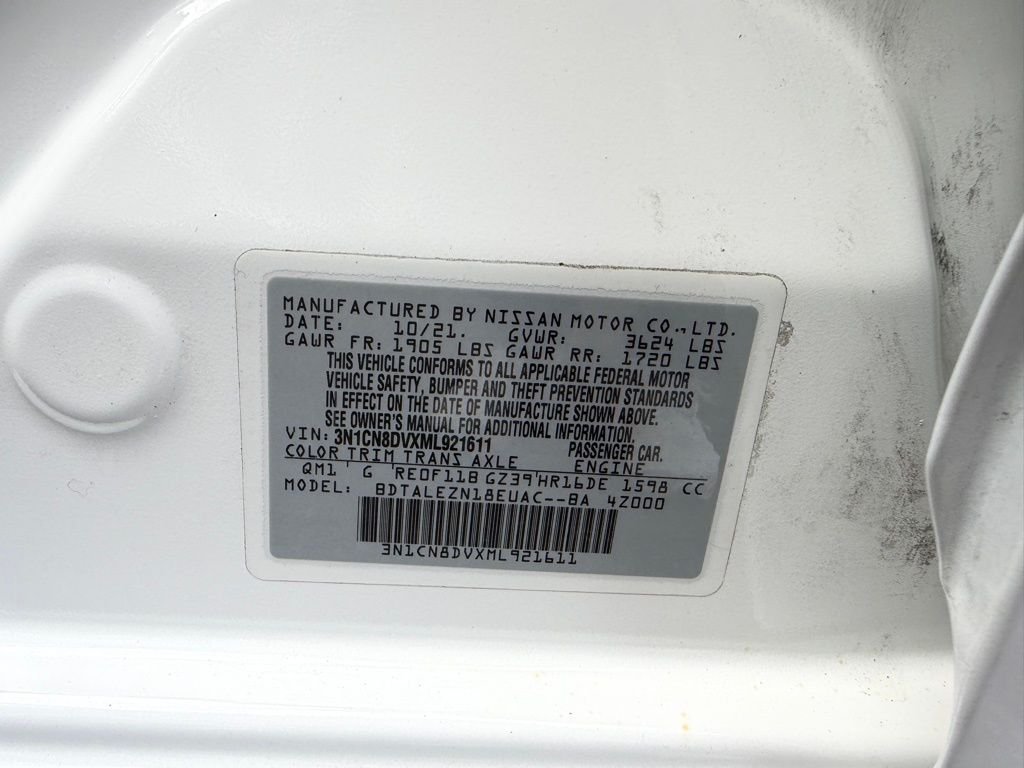 MANUFACTURED BY NISSAN MOTOR CO., LTD.
DATE: 10/21. GVWR: 3624 LBS
GAWR FR: 1905 LBS GAWR RR: 1720 LBS
THIS VEHICLE CONFORMS TO ALL APPLICABLE FEDERAL MOTOR
VEHICLE SAFETY, BUMPER AND THEFT PREVENTION STANDARDS
IN EFFECT ON THE DATE OF MANUFACTURE SHOWN ABOVE.
SEE OWNER'S MANUAL FOR ADDITIONAL INFORMATION.
VIN: 3N1CN8DVXML921611 PASSENGER CAR.
COLOR TRIM TRANS AXLE ENGINE
QM1 ' G ' RE0F11B GZ39 ' HR16DE 1598 CC
MODEL: BDTALEZN18EUAC--BA 4Z000
3N1CN8DVXML921611